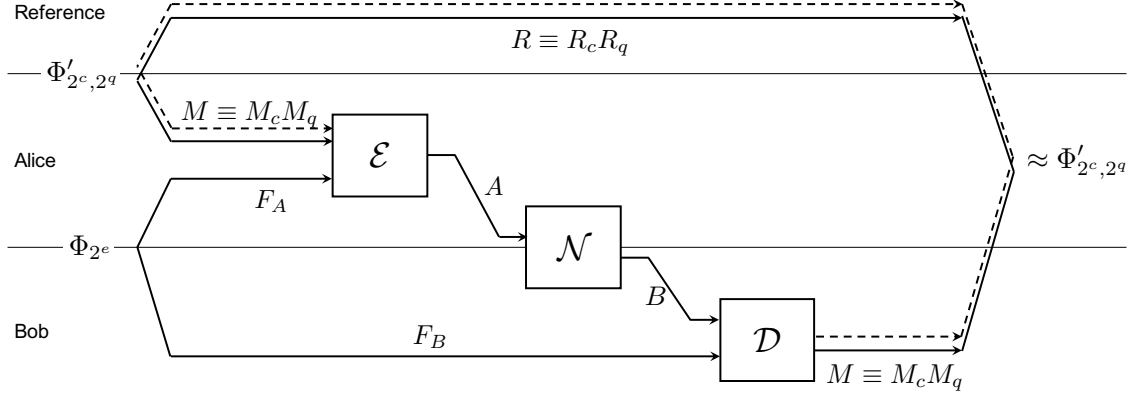 Reference
R ≡ R_c R_q
Φ′_{2^c,2^q}
M ≡ M_c M_q
Alice
ℰ
A
≈ Φ′_{2^c,2^q}
F_A
Φ_{2^e}
𝒩
B
Bob
F_B
𝒟
M ≡ M_c M_q